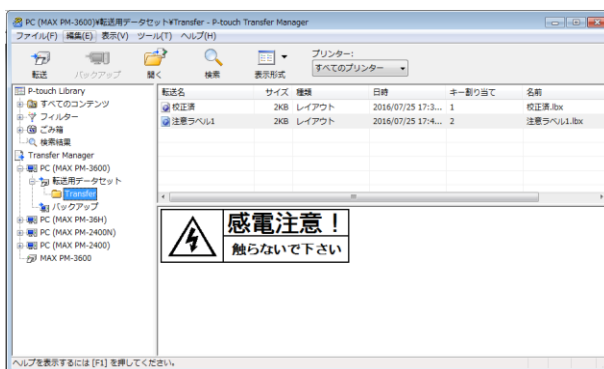 PC (MAX PM-3600)¥転送用データセット¥Transfer - P-touch Transfer Manager
ファイル(F) 編集(E) 表示(V) ツール(T) ヘルプ(H)
転送 バックアップ 開く 検索 表示形式 プリンター: すべてのプリンター
P-touch Library
すべてのコンテンツ
フィルター
ごみ箱
検索結果
Transfer Manager
PC (MAX PM-3600)
転送用データセット
Transfer
バックアップ
PC (MAX PM-36H)
PC (MAX PM-2400N)
PC (MAX PM-2400)
MAX PM-3600
転送名 サイズ 種類 日時 キー割り当て 名前
校正済 2KB レイアウト 2016/07/25 17:3... 1 校正済.lbx
注意ラベル1 2KB レイアウト 2016/07/25 17:4... 2 注意ラベル1.lbx
感電注意！
触らないで下さい
ヘルプを表示するには [F1] を押してください。